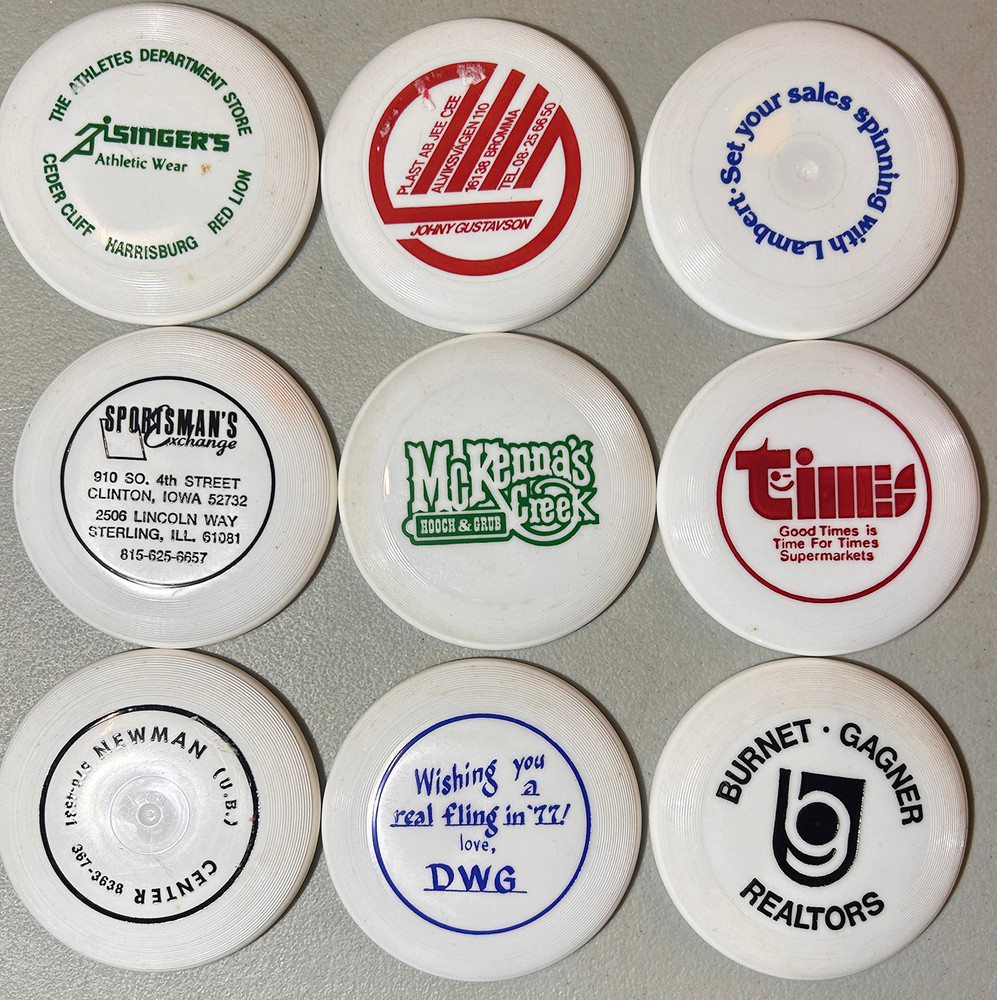 THE ATHLETES DEPARTMENT STORE
iSINGER'S
Athletic Wear
CEDER CLIFF HARRISBURG RED LION
PLAST AB JEE CEE
ALVIKSVÄGEN 110
16138 BROMMA
TEL. 08-25 66 50
JOHNY GUSTAVSON
Set your sales spinning with Lambert.
SPORTSMAN'S
Exchange
910 SO. 4th STREET
CLINTON, IOWA 52732
2506 LINCOLN WAY
STERLING, ILL. 61081
815-625-6657
McKenna's
Creek
HOOCH & GRUB
times
Good Times is
Time For Times
Supermarkets
NEWMAN (U.B.) CENTER
367-3638
Wishing you
a
real fling in '77!
love,
DWG
BURNET · GAGNER
REALTORS